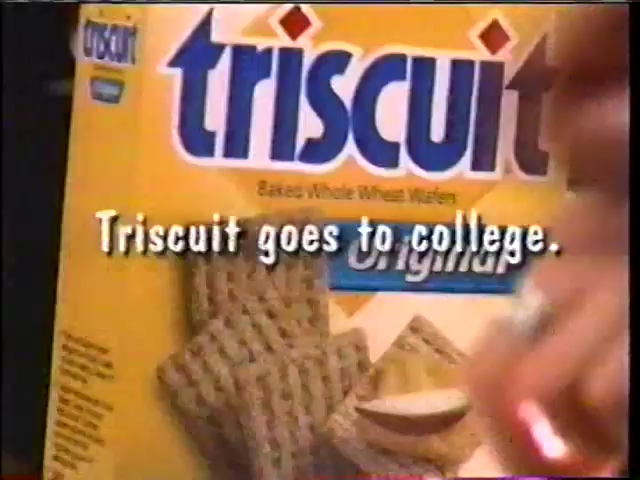 triscuit
triscuit
Baked Whole Wheat Wafers
Triscuit goes to college.
Original